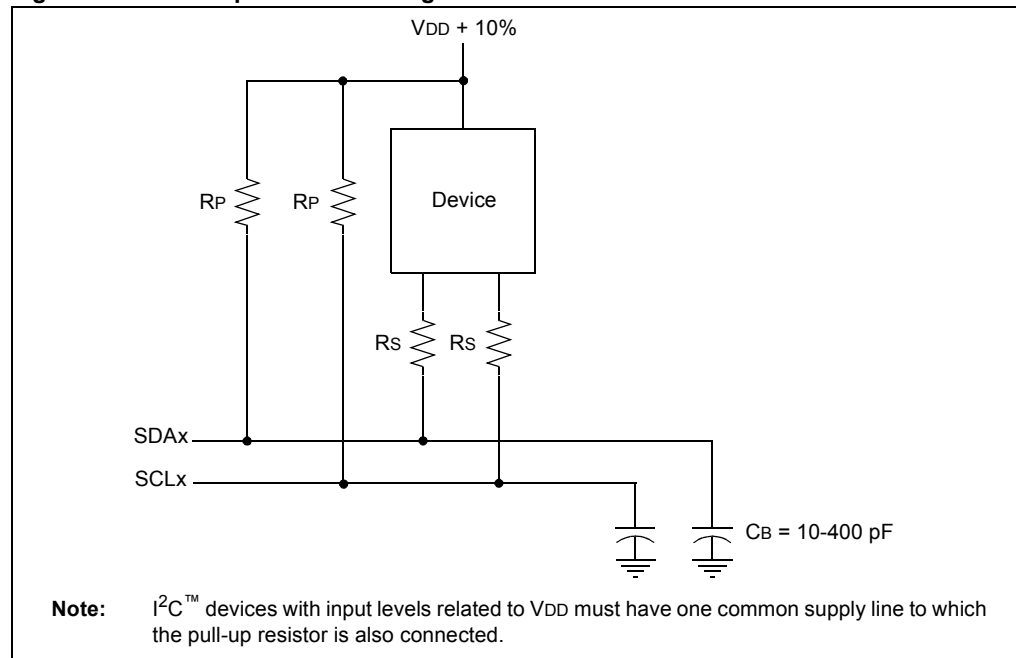 VDD + 10%
RP
RP
Device
RS
RS
SDAx
SCLx
CB = 10-400 pF
Note: I2C™ devices with input levels related to VDD must have one common supply line to which
the pull-up resistor is also connected.